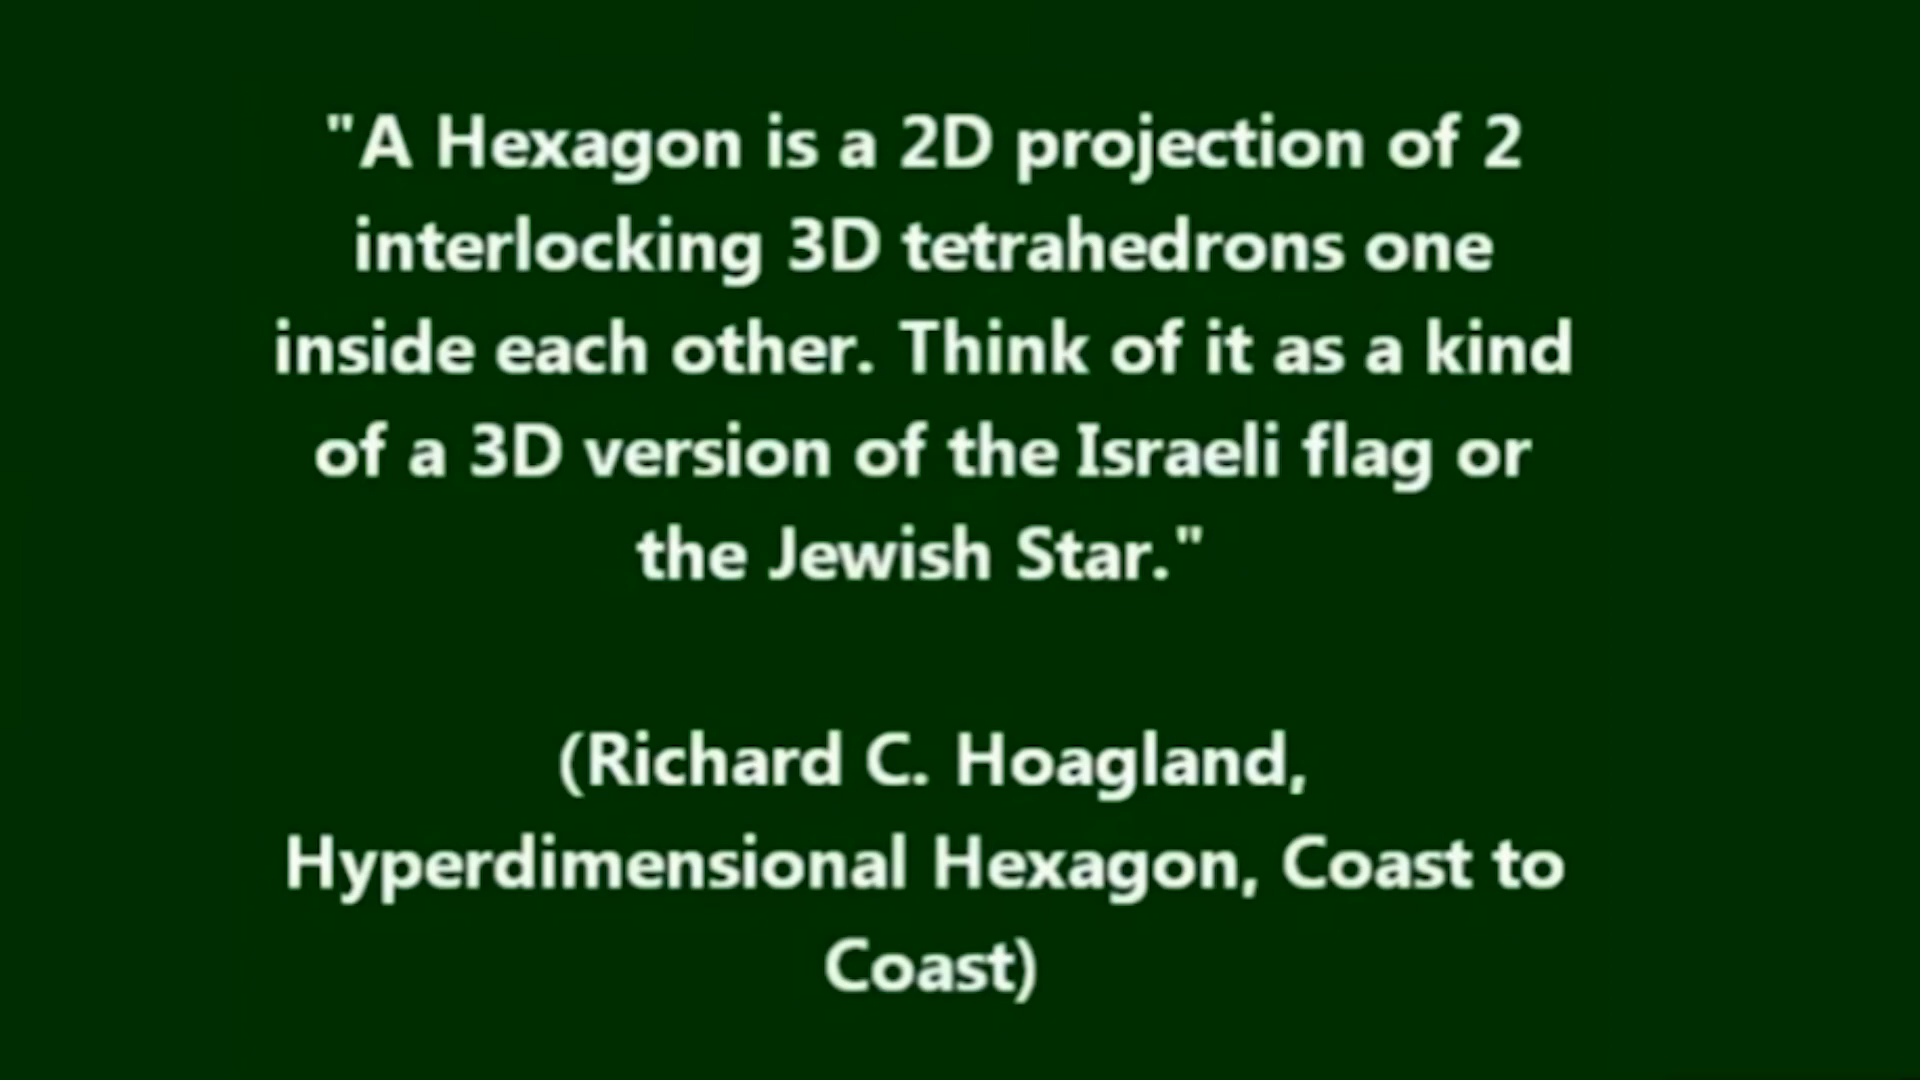 "A Hexagon is a 2D projection of 2
interlocking 3D tetrahedrons one
inside each other. Think of it as a kind
of a 3D version of the Israeli flag or
the Jewish Star."
(Richard C. Hoagland,
Hyperdimensional Hexagon, Coast to
Coast)